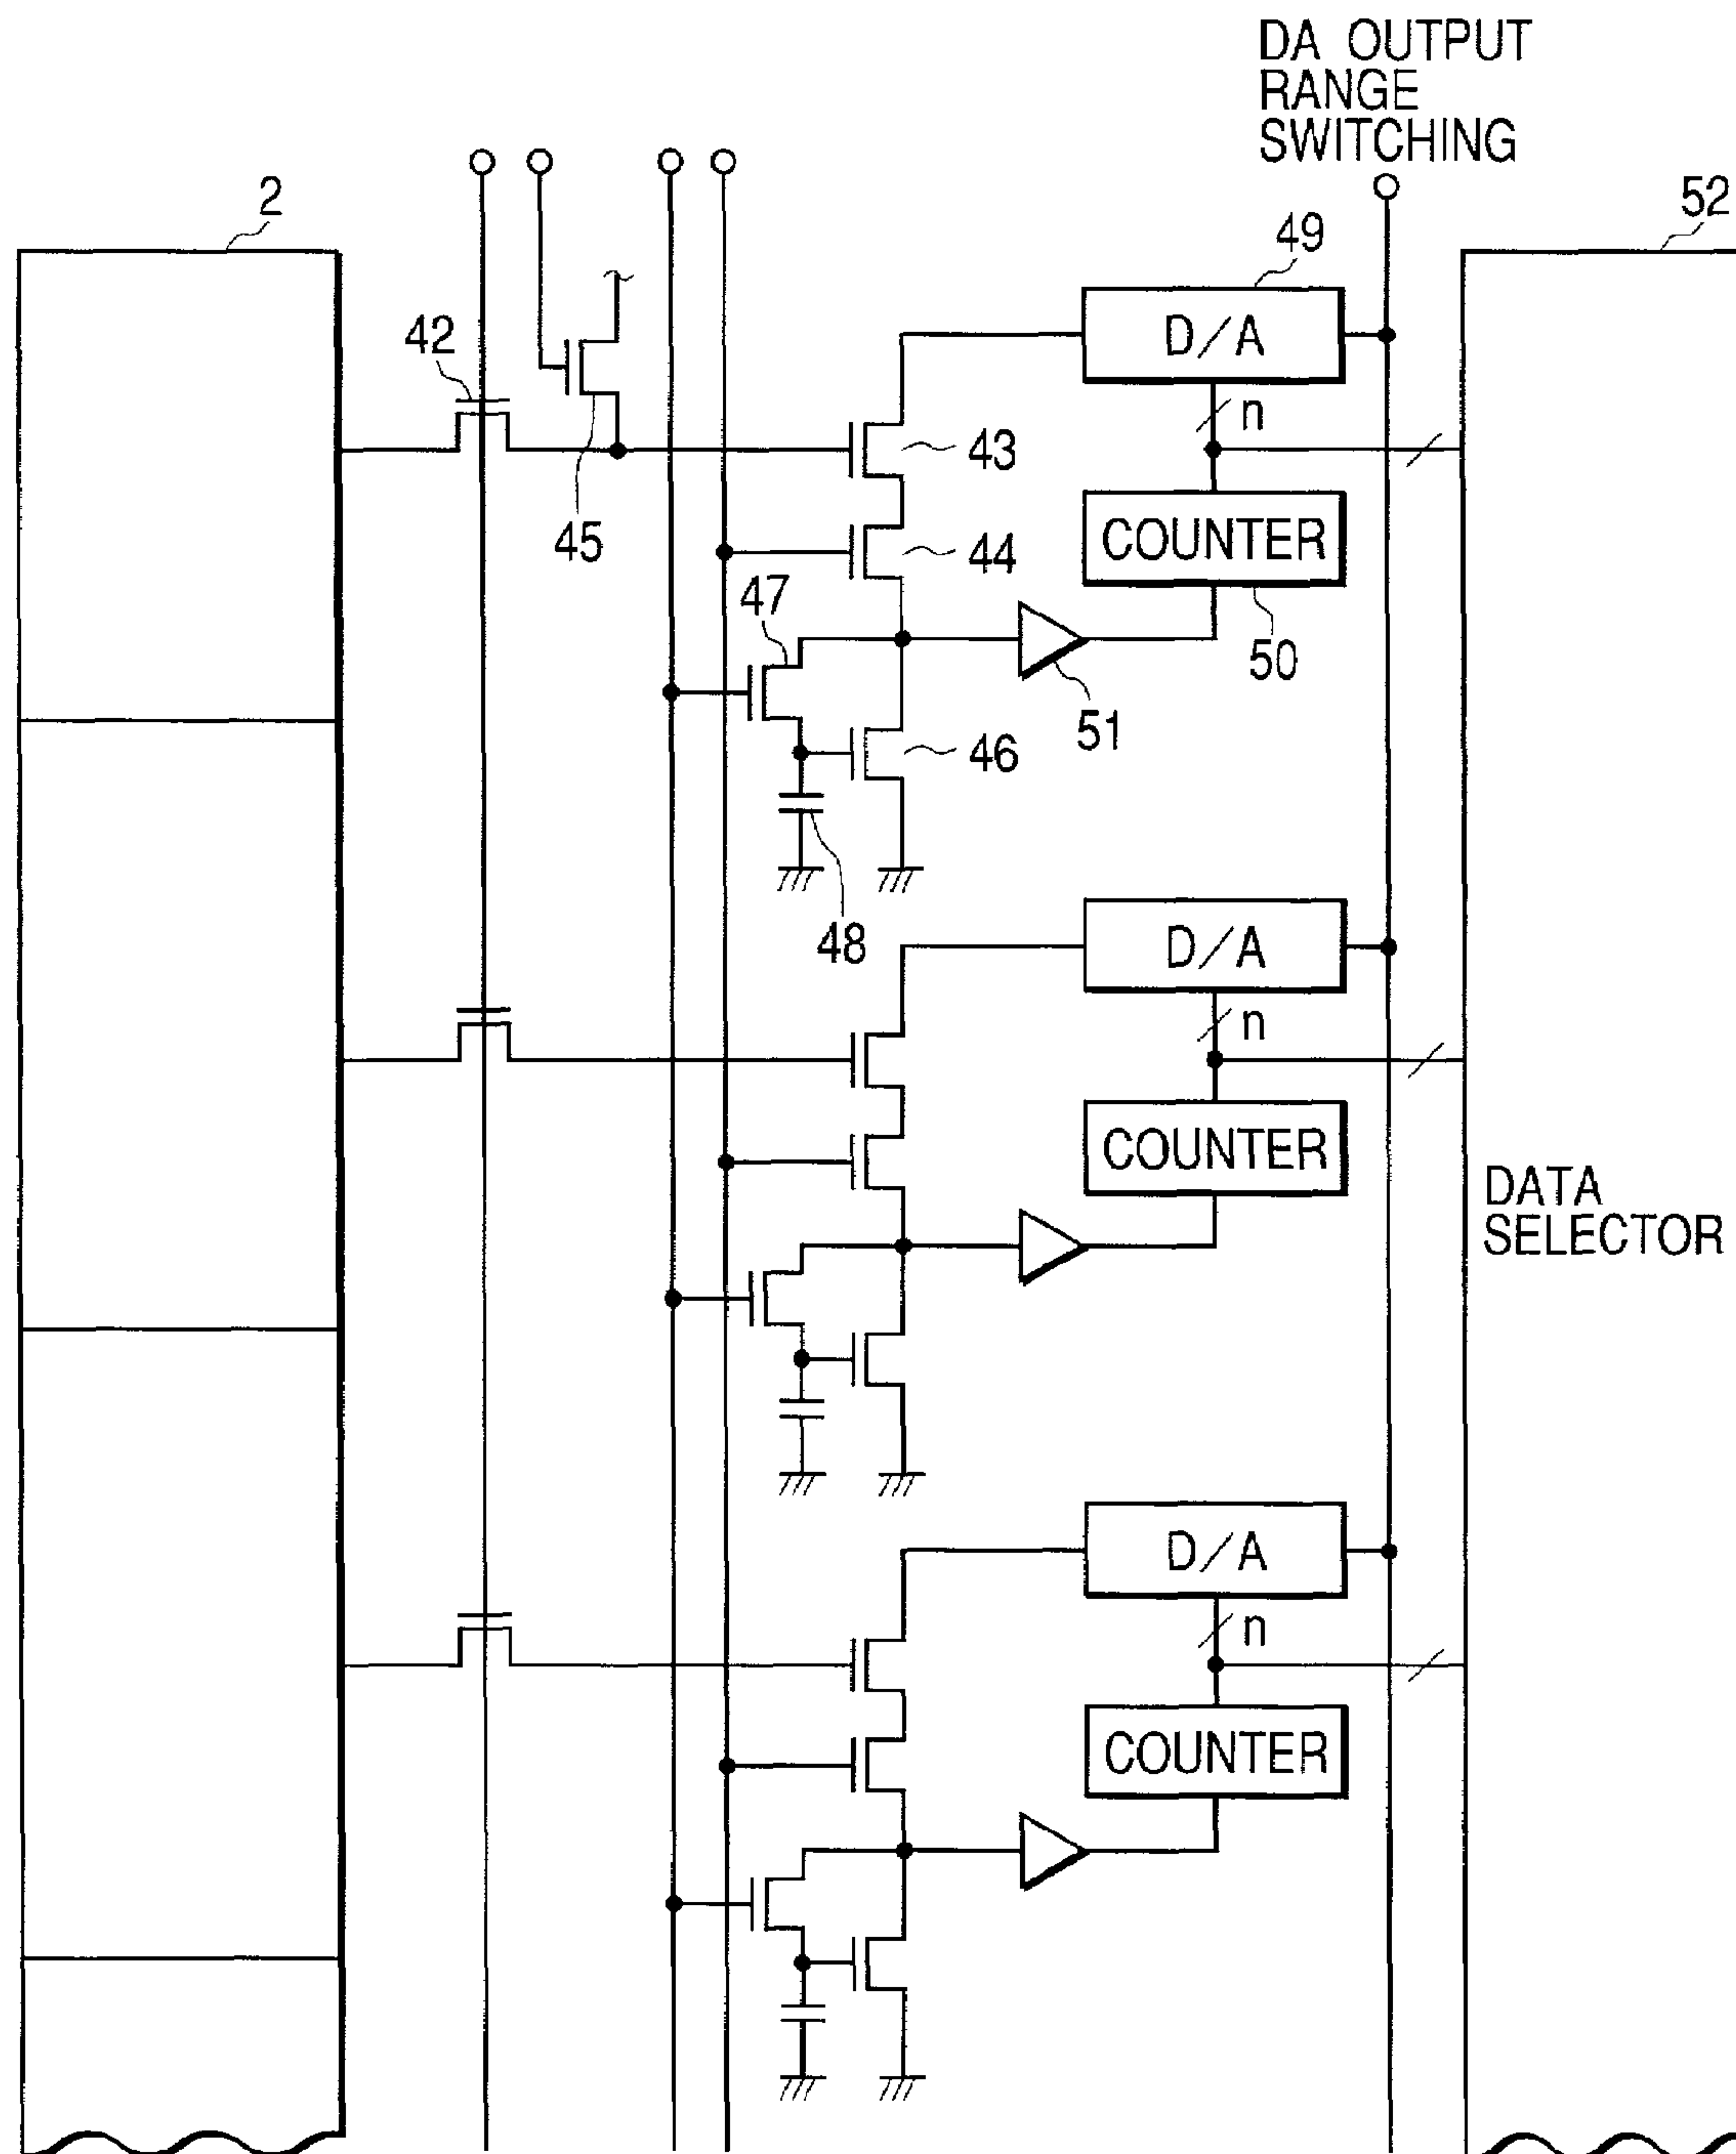 DA OUTPUT
RANGE
SWITCHING
2
52
49
42
D/A
n
43
45
COUNTER
44
47
50
51
46
48
D/A
n
COUNTER
DATA
SELECTOR
D/A
n
COUNTER